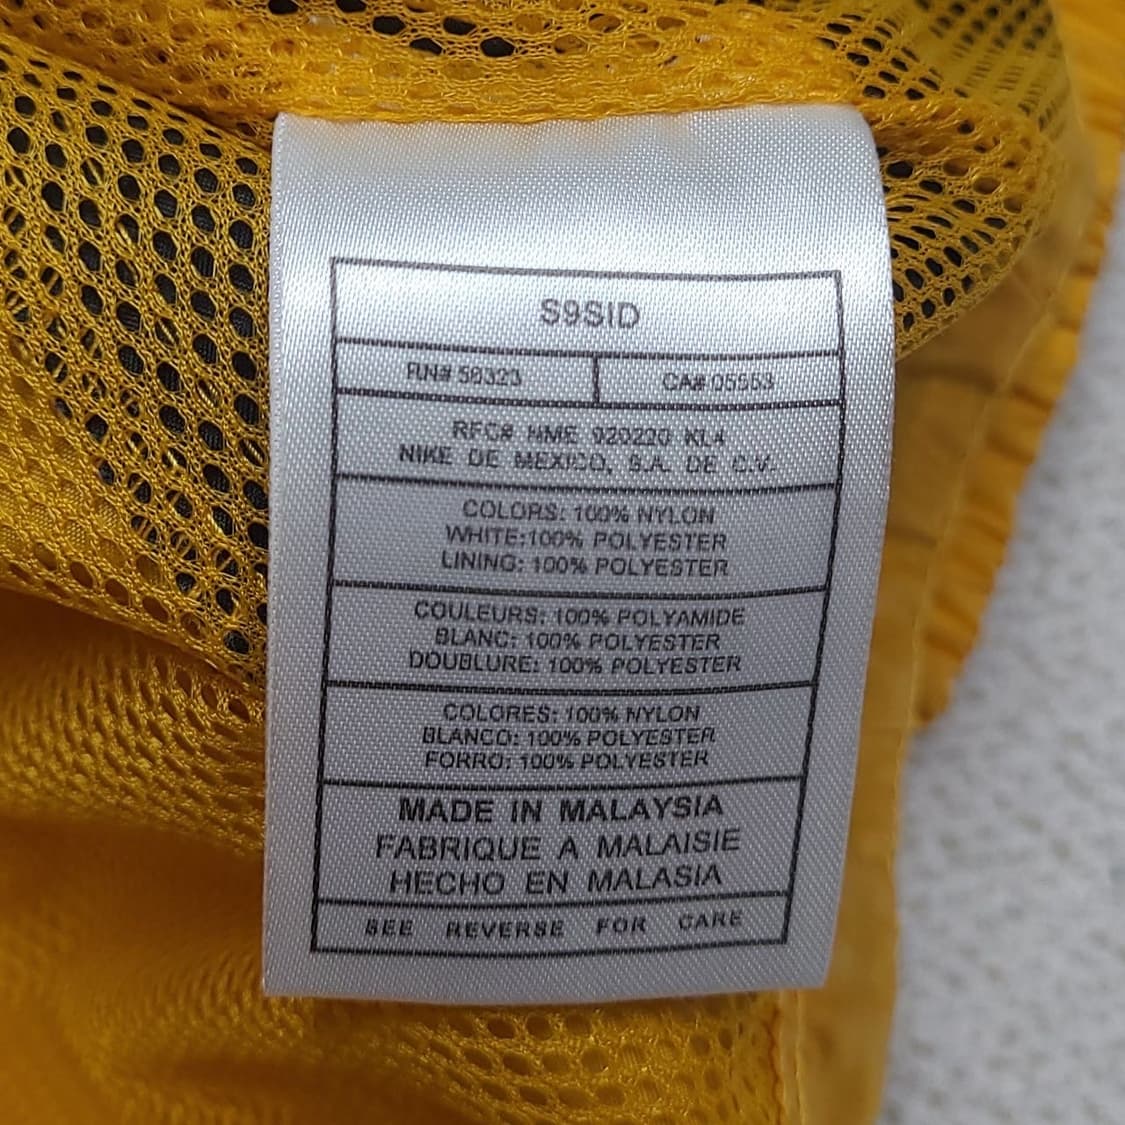 S9SID
RN# 58323 CA# 05553
RFC# NME 920220 KL4
NIKE DE MEXICO, S.A. DE C.V.
COLORS: 100% NYLON
WHITE:100% POLYESTER
LINING: 100% POLYESTER
COULEURS: 100% POLYAMIDE
BLANC: 100% POLYESTER
DOUBLURE: 100% POLYESTER
COLORES: 100% NYLON
BLANCO: 100% POLYESTER
FORRO: 100% POLYESTER
MADE IN MALAYSIA
FABRIQUE A MALAISIE
HECHO EN MALASIA
SEE REVERSE FOR CARE